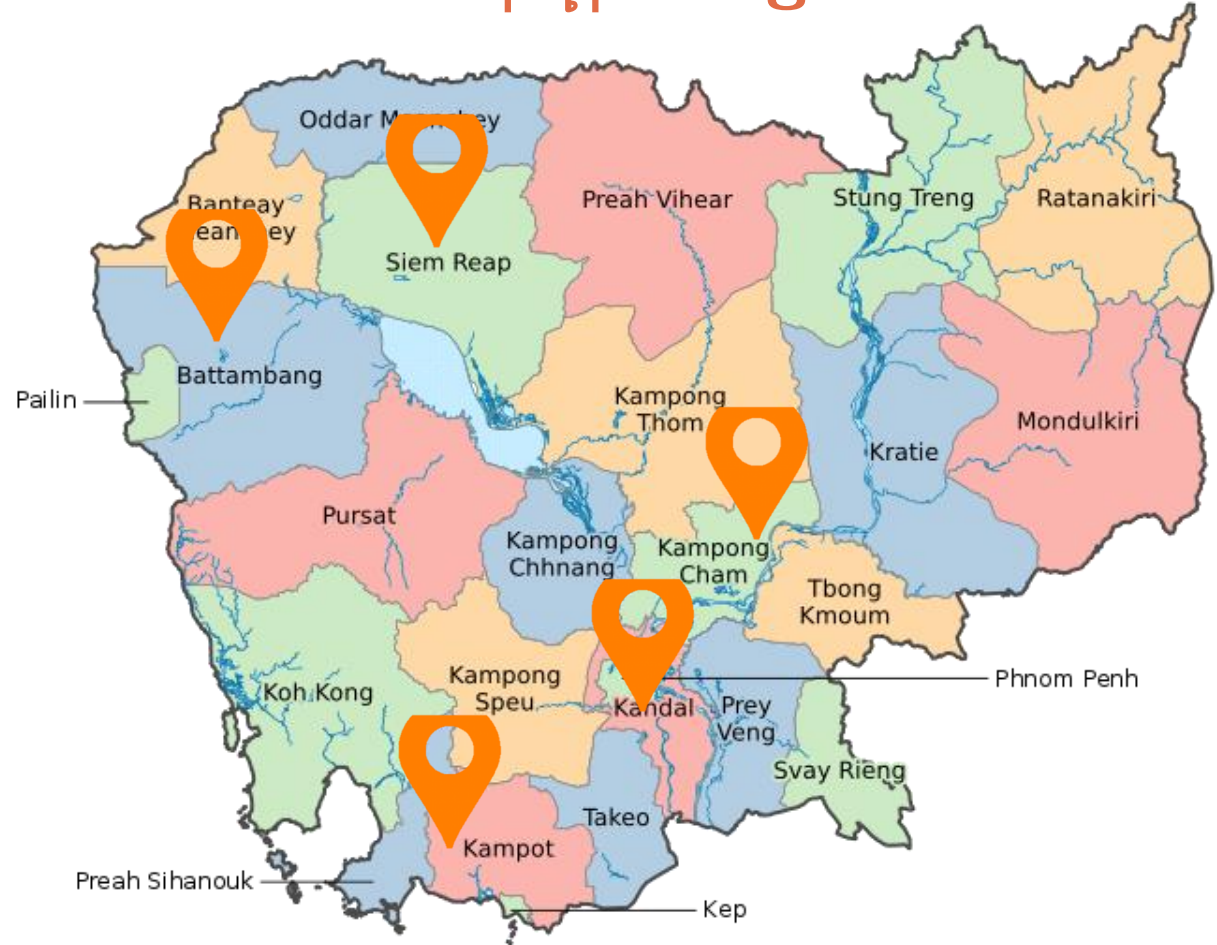 Oddar
Banteay
Preah Vihear
Stung Treng
Ratanakiri
Siem Reap
Pailin
Battambang
Kampong
Thom
Mondulkiri
Kratie
Pursat
Kampong
Chhnang
Kampong
Cham
Tbong
Kmoum
Koh Kong
Kampong
Speu
Phnom Penh
Kandal
Prey
Veng
Svay Rieng
Takeo
Kampot
Preah Sihanouk
Kep